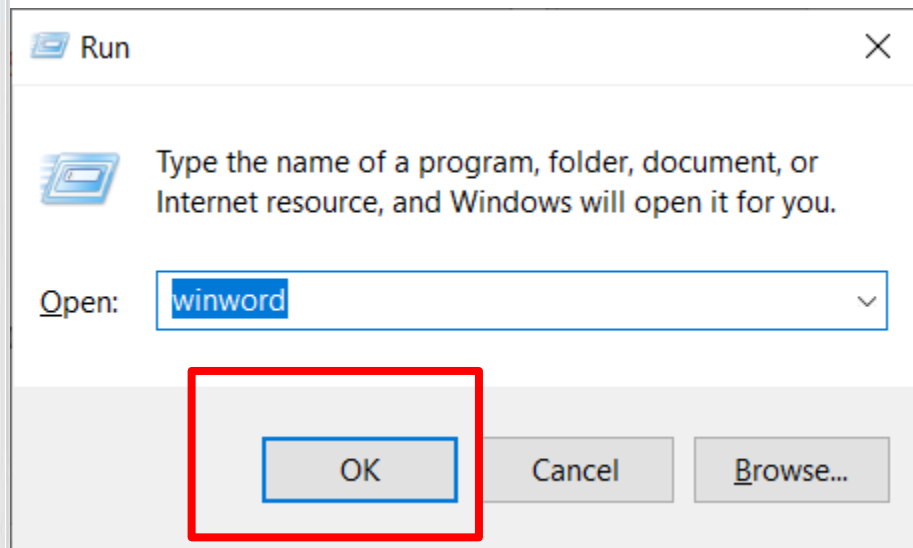 Run
Type the name of a program, folder, document, or
Internet resource, and Windows will open it for you.
Open: winword
OK Cancel Browse...